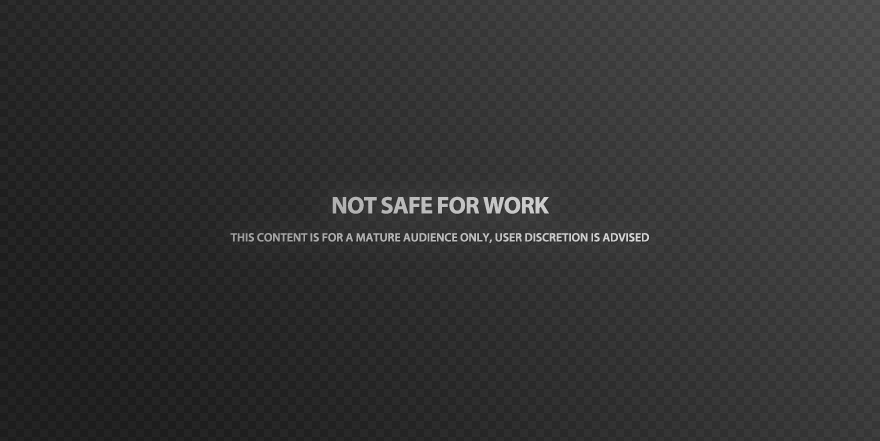 NOT SAFE FOR WORK
THIS CONTENT IS FOR A MATURE AUDIENCE ONLY, USER DISCRETION IS ADVISED